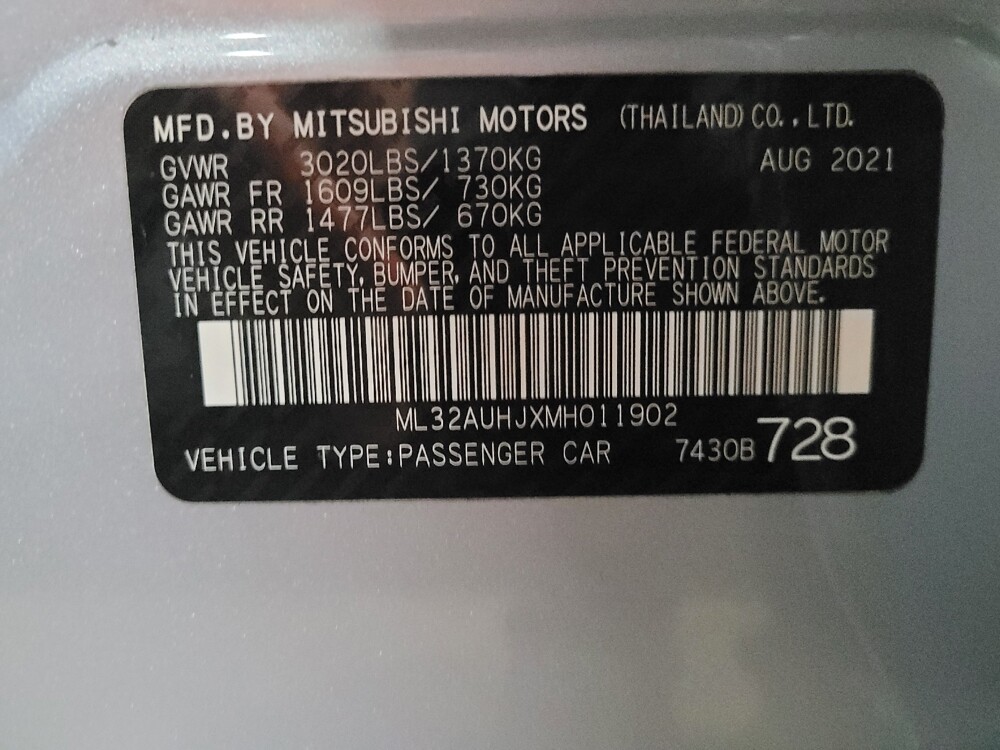 MFD.BY MITSUBISHI MOTORS (THAILAND) CO.,LTD.
GVWR 3020LBS/1370KG AUG 2021
GAWR FR 1609LBS/ 730KG
GAWR RR 1477LBS/ 670KG
THIS VEHICLE CONFORMS TO ALL APPLICABLE FEDERAL MOTOR
VEHICLE SAFETY, BUMPER, AND THEFT PREVENTION STANDARDS
IN EFFECT ON THE DATE OF MANUFACTURE SHOWN ABOVE.
ML32AUHJXMH011902
VEHICLE TYPE:PASSENGER CAR 7430B 728